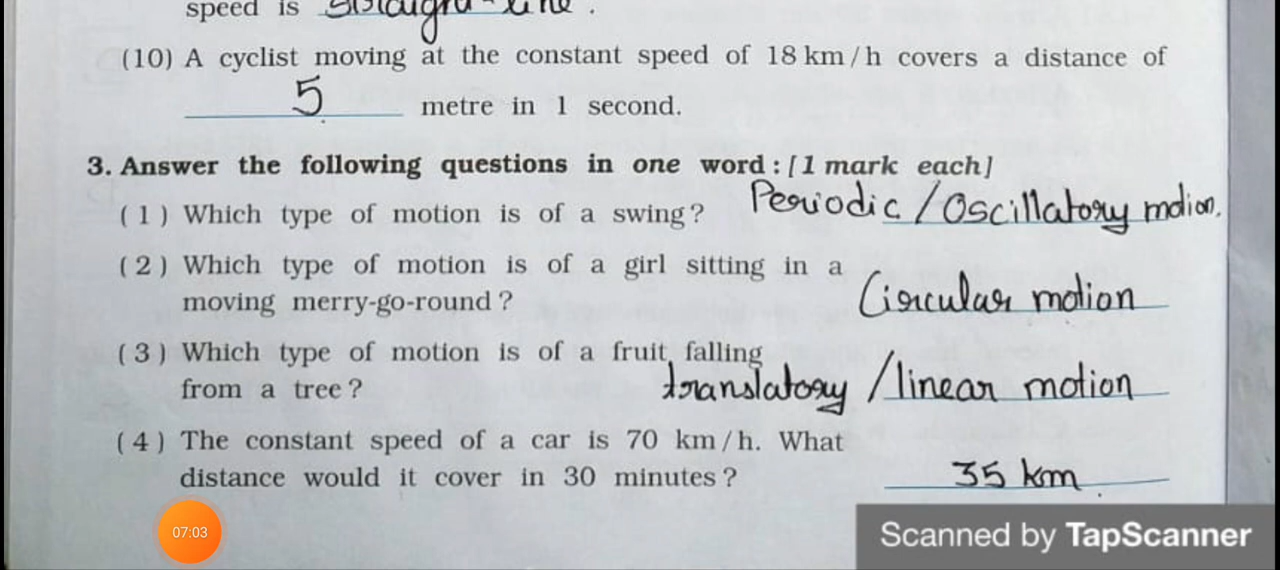 speed is Straight-line.
(10) A cyclist moving at the constant speed of 18 km/h covers a distance of
5 metre in 1 second.
3. Answer the following questions in one word : [1 mark each]
(1) Which type of motion is of a swing? Periodic / Oscillatory motion.
(2) Which type of motion is of a girl sitting in a
moving merry-go-round? Circular motion
(3) Which type of motion is of a fruit falling
from a tree? translatory / linear motion
(4) The constant speed of a car is 70 km/h. What
distance would it cover in 30 minutes? 35 km.
07:03
Scanned by TapScanner